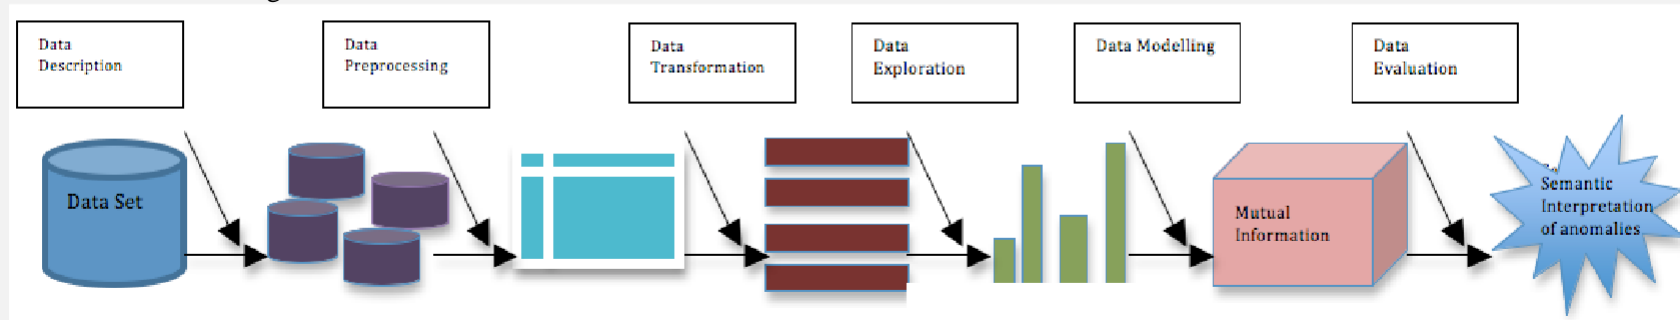 Data
Description
Data
Preprocessing
Data
Transformation
Data
Exploration
Data Modelling
Data
Evaluation
Data Set
Mutual
Information
Semantic
Interpretation
of anomalies